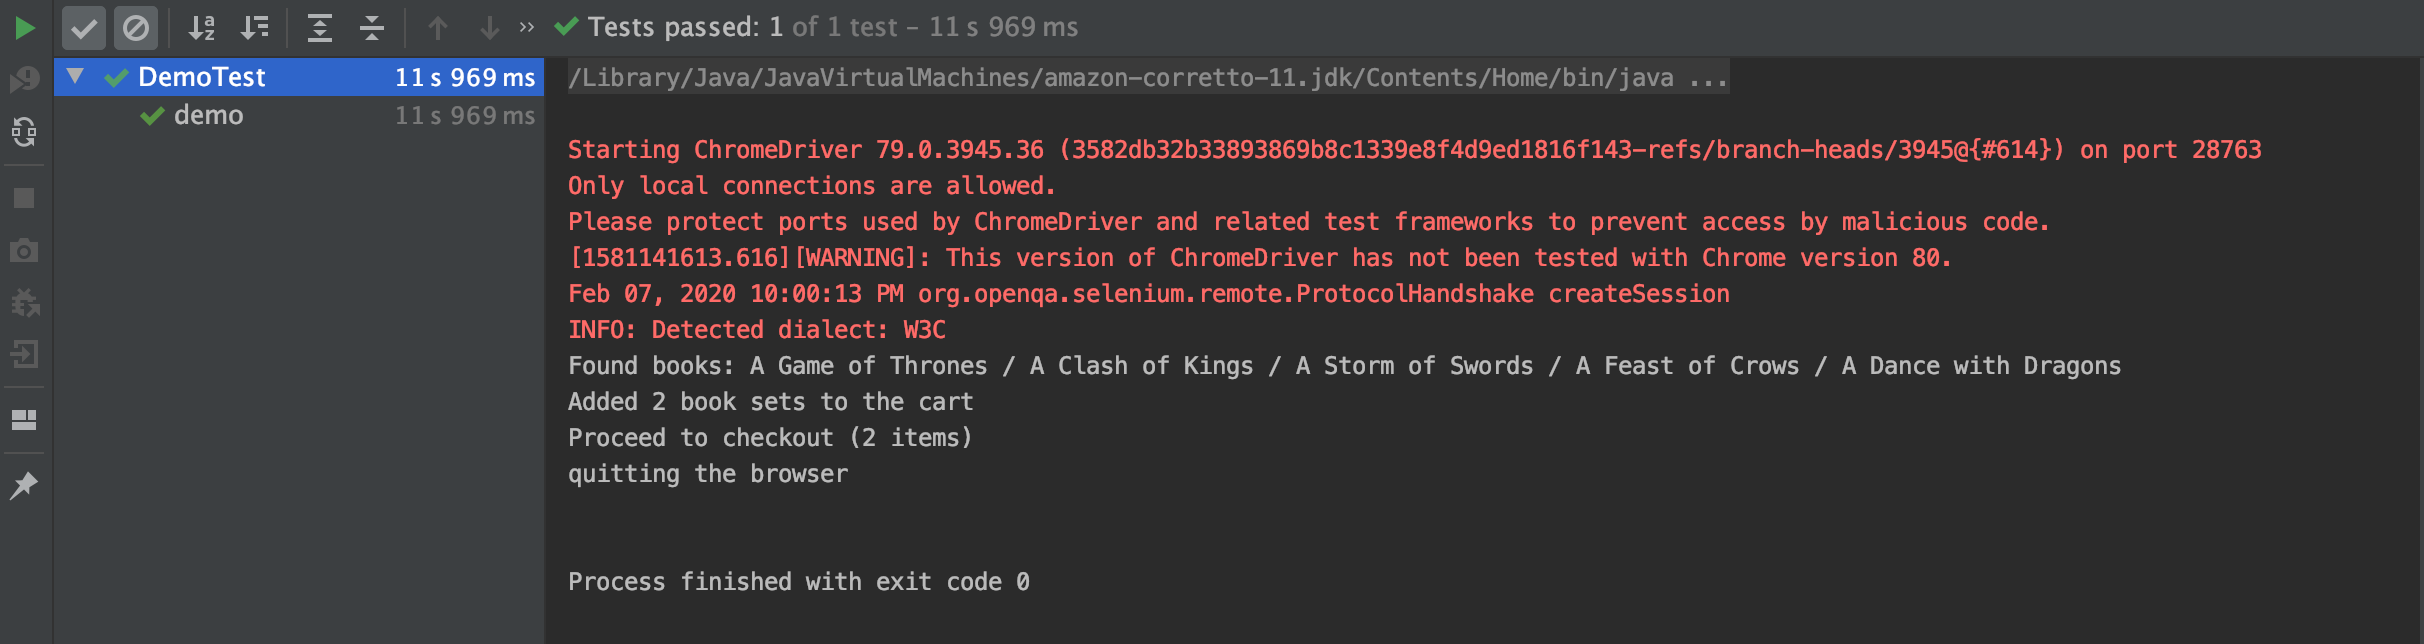 Tests passed: 1 of 1 test – 11 s 969 ms
DemoTest 11 s 969 ms
demo 11 s 969 ms
/Library/Java/JavaVirtualMachines/amazon-corretto-11.jdk/Contents/Home/bin/java ...
Starting ChromeDriver 79.0.3945.36 (3582db32b33893869b8c1339e8f4d9ed1816f143-refs/branch-heads/3945@{#614}) on port 28763
Only local connections are allowed.
Please protect ports used by ChromeDriver and related test frameworks to prevent access by malicious code.
[1581141613.616][WARNING]: This version of ChromeDriver has not been tested with Chrome version 80.
Feb 07, 2020 10:00:13 PM org.openqa.selenium.remote.ProtocolHandshake createSession
INFO: Detected dialect: W3C
Found books: A Game of Thrones / A Clash of Kings / A Storm of Swords / A Feast of Crows / A Dance with Dragons
Added 2 book sets to the cart
Proceed to checkout (2 items)
quitting the browser
Process finished with exit code 0